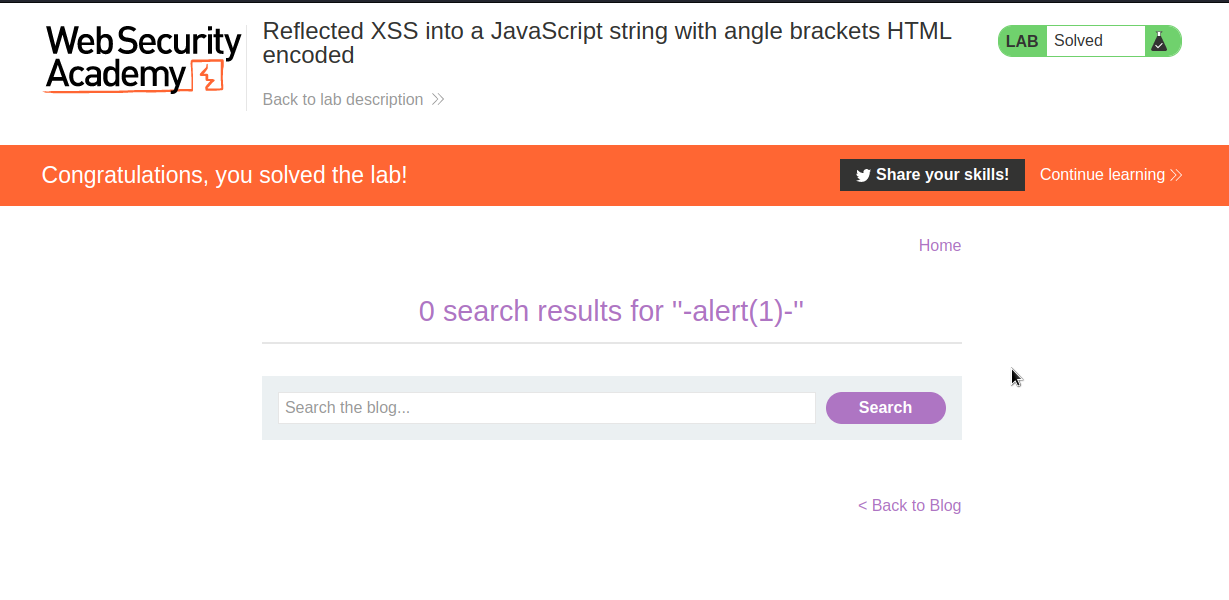 Web Security
Academy
Reflected XSS into a JavaScript string with angle brackets HTML
encoded
Back to lab description
LAB Solved
Congratulations, you solved the lab!
Share your skills!
Continue learning
Home
0 search results for ''-alert(1)-''
Search the blog...
Search
< Back to Blog